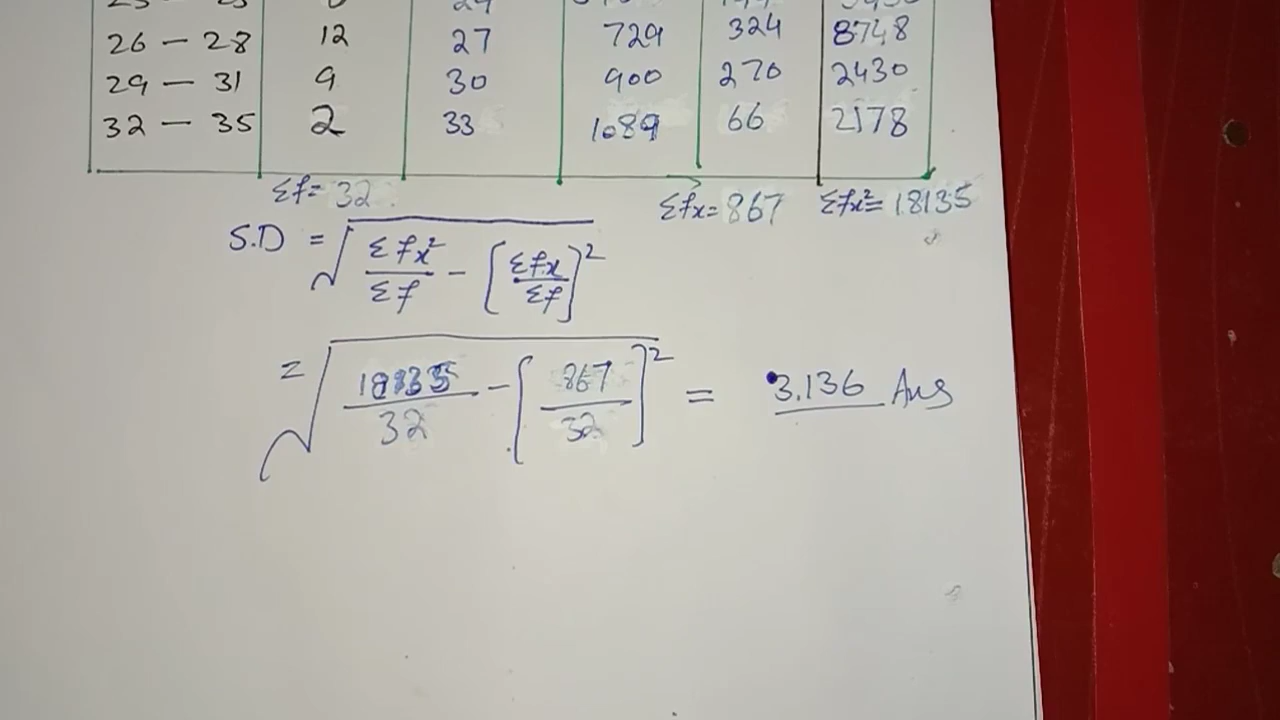 26 – 28 12 27 729 324 8748
29 – 31 9 30 900 270 2430
32 – 35 2 33 1089 66 2178
Σf= 32 Σfx= 867 Σfx²= 18135
S.D = √ Σfx²/Σf – [Σfx/Σf]²
= √ 18135/32 – [867/32]² = 3.136 Ans